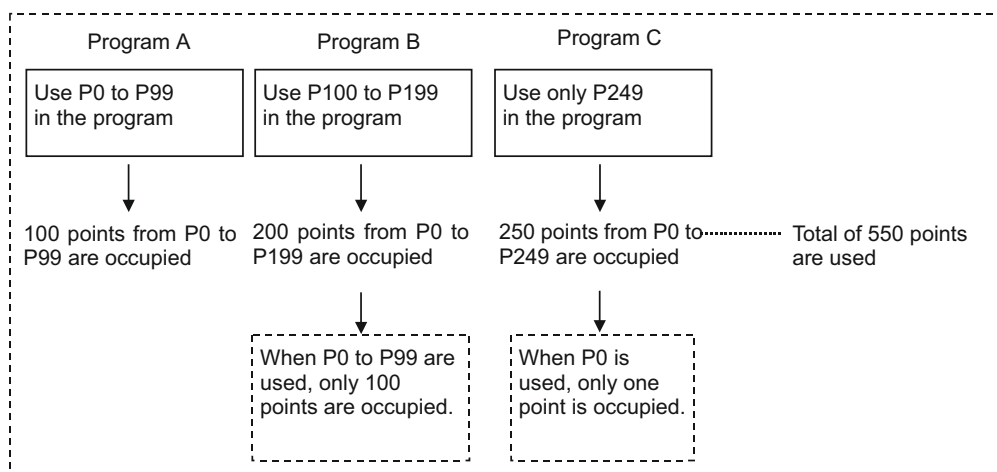 Program A
Program B
Program C
Use P0 to P99
in the program
Use P100 to P199
in the program
Use only P249
in the program
100 points from P0 to
P99 are occupied
200 points from P0 to
P199 are occupied
250 points from P0 to
P249 are occupied
Total of 550 points
are used
When P0 to P99 are
used, only 100
points are occupied.
When P0 is
used, only one
point is occupied.